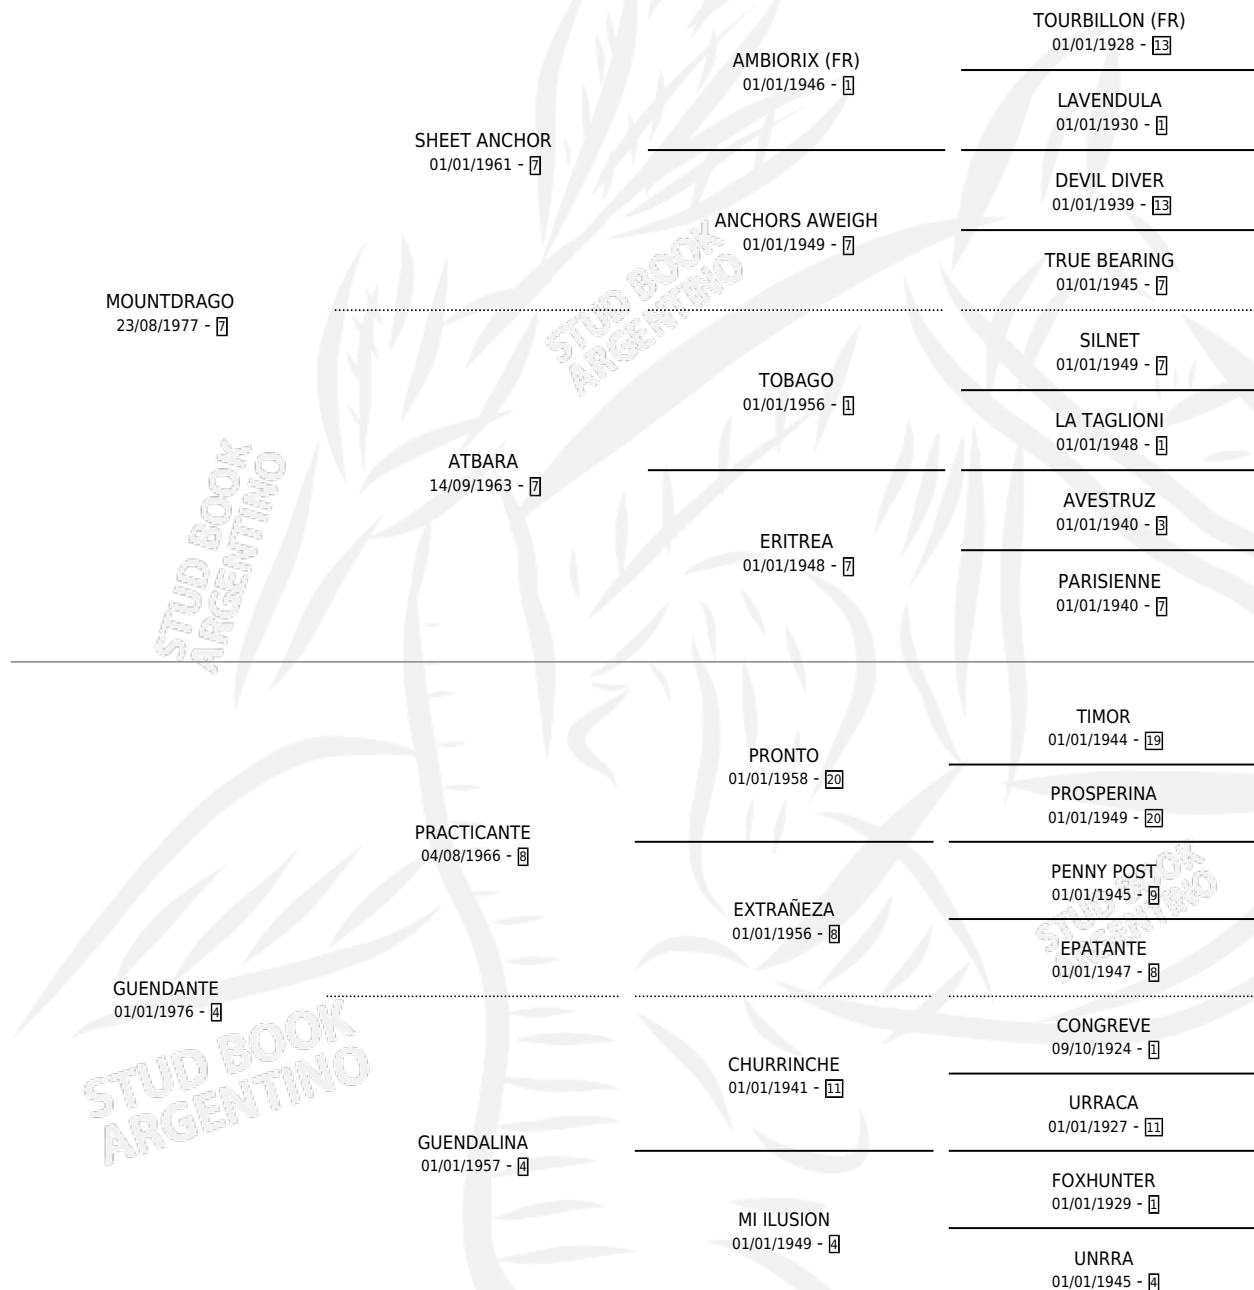 TOURBILLON (FR)
01/01/1928 - 13
AMBIORIX (FR)
01/01/1946 - 1
LAVENDULA
01/01/1930 - 1
SHEET ANCHOR
01/01/1961 - 7
DEVIL DIVER
01/01/1939 - 13
ANCHORS AWEIGH
01/01/1949 - 7
TRUE BEARING
01/01/1945 - 7
MOUNTDRAGO
23/08/1977 - 7
SILNET
01/01/1949 - 7
TOBAGO
01/01/1956 - 1
LA TAGLIONI
01/01/1948 - 1
ATBARA
14/09/1963 - 7
AVESTRUZ
01/01/1940 - 3
ERITREA
01/01/1948 - 7
PARISIENNE
01/01/1940 - 7
TIMOR
01/01/1944 - 19
PRONTO
01/01/1958 - 20
PROSPERINA
01/01/1949 - 20
PRACTICANTE
04/08/1966 - 8
PENNY POST
01/01/1945 - 9
EXTRAÑEZA
01/01/1956 - 8
EPATANTE
01/01/1947 - 8
GUENDANTE
01/01/1976 - 4
CONGREVE
09/10/1924 - 1
CHURRINCHE
01/01/1941 - 11
URRACA
01/01/1927 - 11
GUENDALINA
01/01/1957 - 4
FOXHUNTER
01/01/1929 - 1
MI ILUSION
01/01/1949 - 4
UNRRA
01/01/1945 - 4
STUD BOOK
ARGENTINO
STUD BOOK
ARGENTINO
STUD BOOK
ARGENTINO
STUD BOOK
ARGENTINO